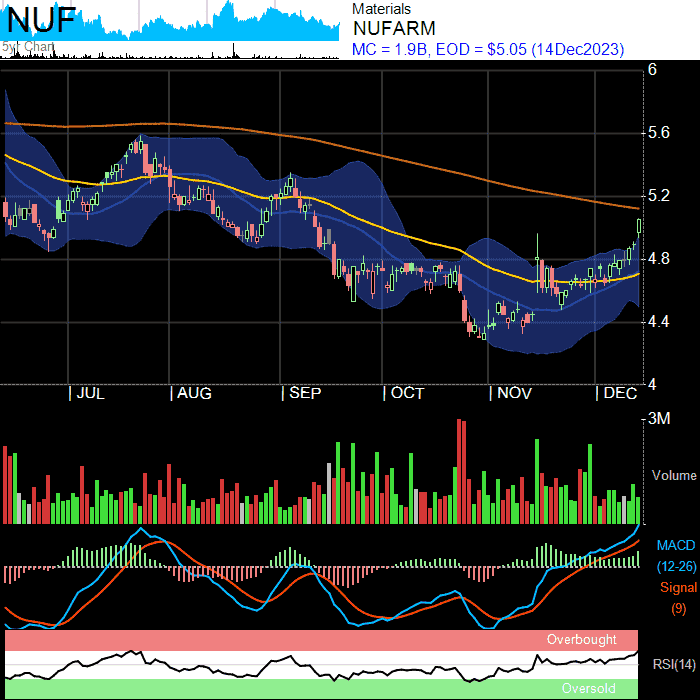 NUF
5yr Chart
Materials
NUFARM
MC = 1.9B, EOD = $5.05 (14Dec2023)
6
5.6
5.2
4.8
4.4
4
| JUL | AUG | SEP | OCT | NOV | DEC
3M
Volume
MACD
(12-26)
Signal
(9)
Overbought
RSI(14)
Oversold